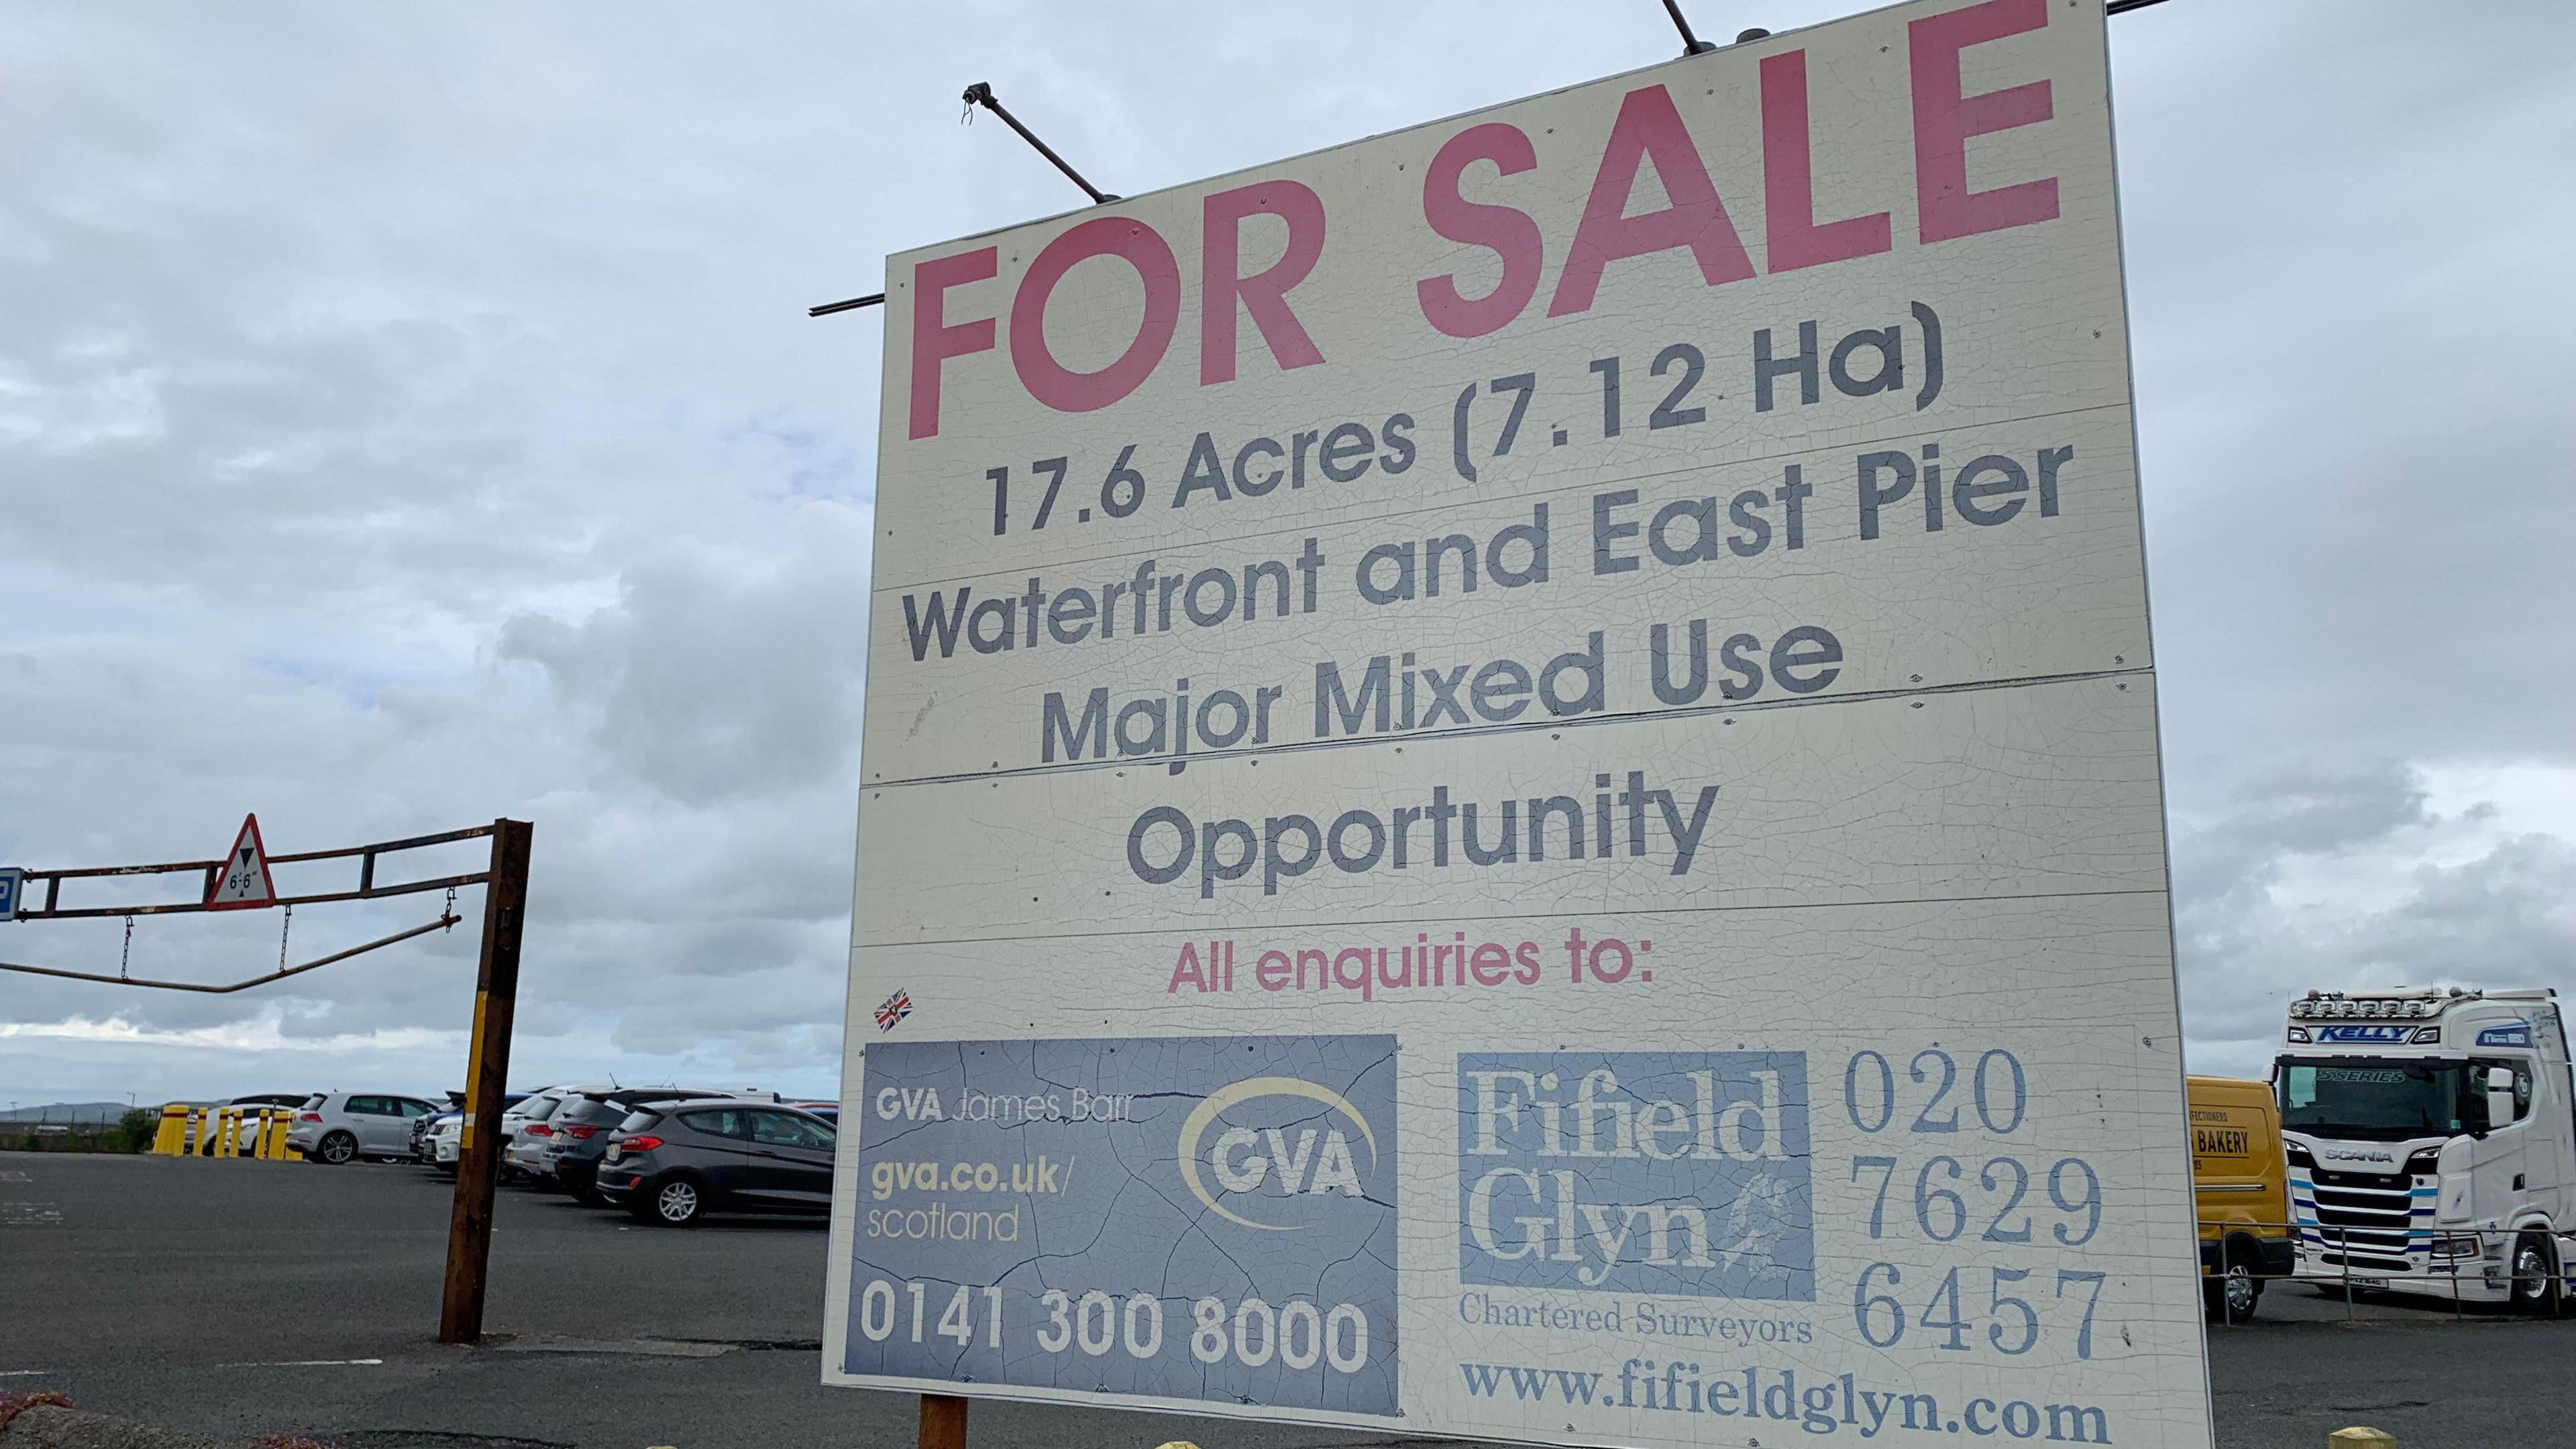 FOR SALE
17.6 Acres (7.12 Ha)
Waterfront and East Pier
Major Mixed Use
Opportunity
All enquiries to:
GVA James Barr
gva.co.uk/
scotland
GVA
0141 300 8000
Fifield
Glyn
Chartered Surveyors
020
7629
6457
www.fifieldglyn.com
P
6'-6"
BAKERY
KELLY
S SERIES
SCANIA